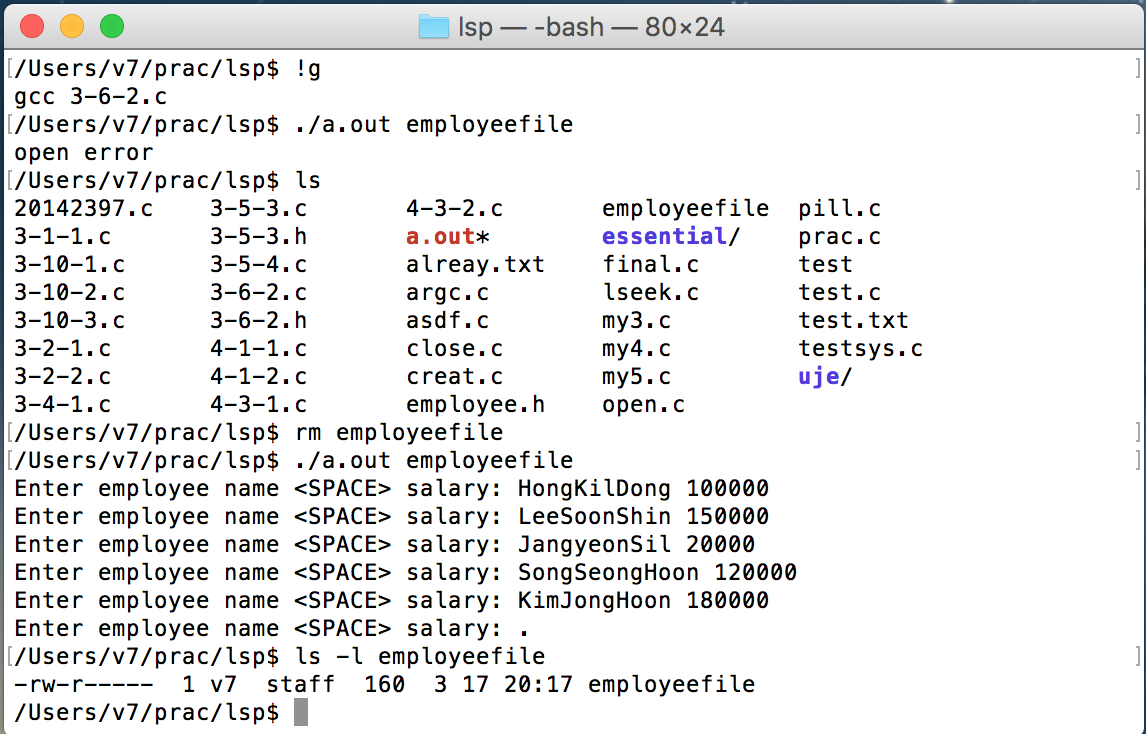 lsp — -bash — 80×24
[/Users/v7/prac/lsp$ !g ]
gcc 3-6-2.c
[/Users/v7/prac/lsp$ ./a.out employeefile ]
open error
[/Users/v7/prac/lsp$ ls ]
20142397.c 3-5-3.c 4-3-2.c employeefile pill.c
3-1-1.c 3-5-3.h a.out* essential/ prac.c
3-10-1.c 3-5-4.c alreay.txt final.c test
3-10-2.c 3-6-2.c argc.c lseek.c test.c
3-10-3.c 3-6-2.h asdf.c my3.c test.txt
3-2-1.c 4-1-1.c close.c my4.c testsys.c
3-2-2.c 4-1-2.c creat.c my5.c uje/
3-4-1.c 4-3-1.c employee.h open.c
[/Users/v7/prac/lsp$ rm employeefile ]
[/Users/v7/prac/lsp$ ./a.out employeefile ]
Enter employee name <SPACE> salary: HongKilDong 100000
Enter employee name <SPACE> salary: LeeSoonShin 150000
Enter employee name <SPACE> salary: JangyeonSil 20000
Enter employee name <SPACE> salary: SongSeongHoon 120000
Enter employee name <SPACE> salary: KimJongHoon 180000
Enter employee name <SPACE> salary: .
[/Users/v7/prac/lsp$ ls -l employeefile ]
-rw-r----- 1 v7 staff 160 3 17 20:17 employeefile
/Users/v7/prac/lsp$